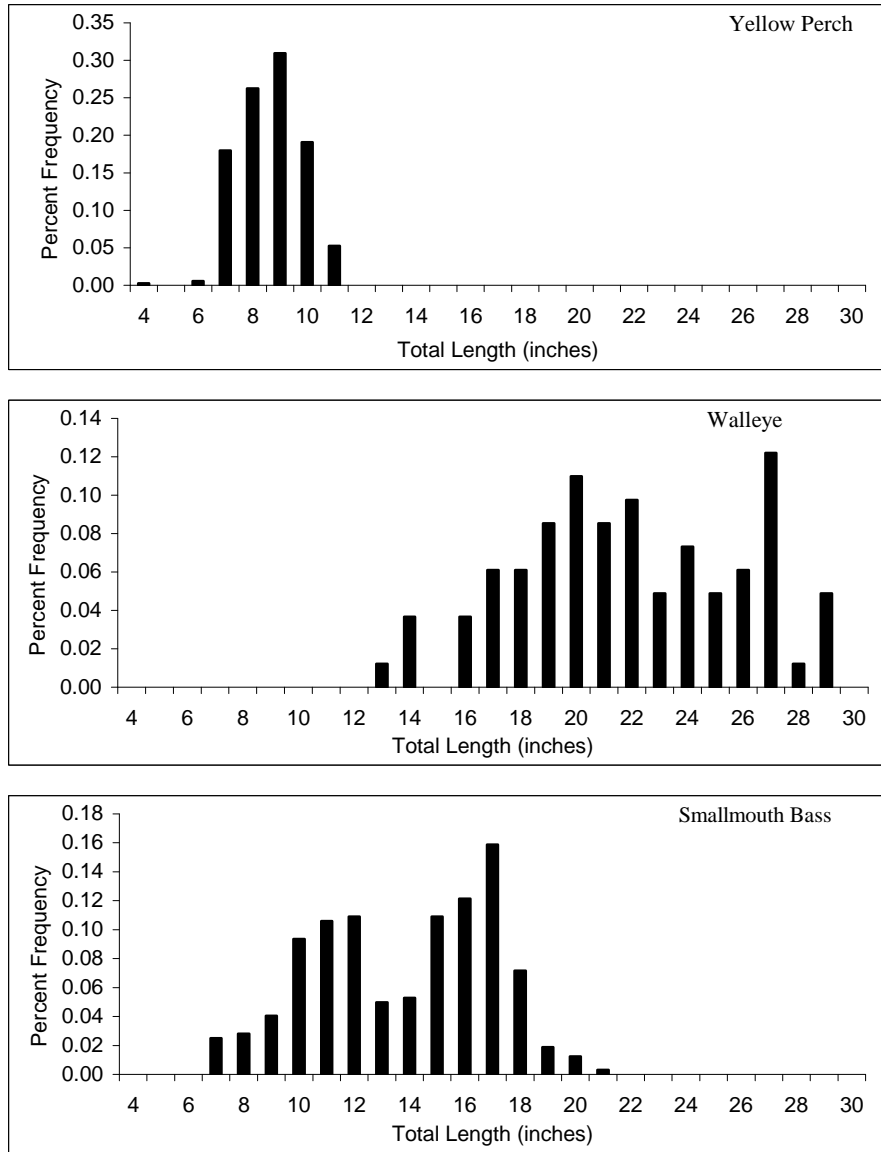 Yellow Perch
Percent Frequency
0.35
0.30
0.25
0.20
0.15
0.10
0.05
0.00
4 6 8 10 12 14 16 18 20 22 24 26 28 30
Total Length (inches)
Walleye
Percent Frequency
0.14
0.12
0.10
0.08
0.06
0.04
0.02
0.00
4 6 8 10 12 14 16 18 20 22 24 26 28 30
Total Length (inches)
Smallmouth Bass
Percent Frequency
0.18
0.16
0.14
0.12
0.10
0.08
0.06
0.04
0.02
0.00
4 6 8 10 12 14 16 18 20 22 24 26 28 30
Total Length (inches)